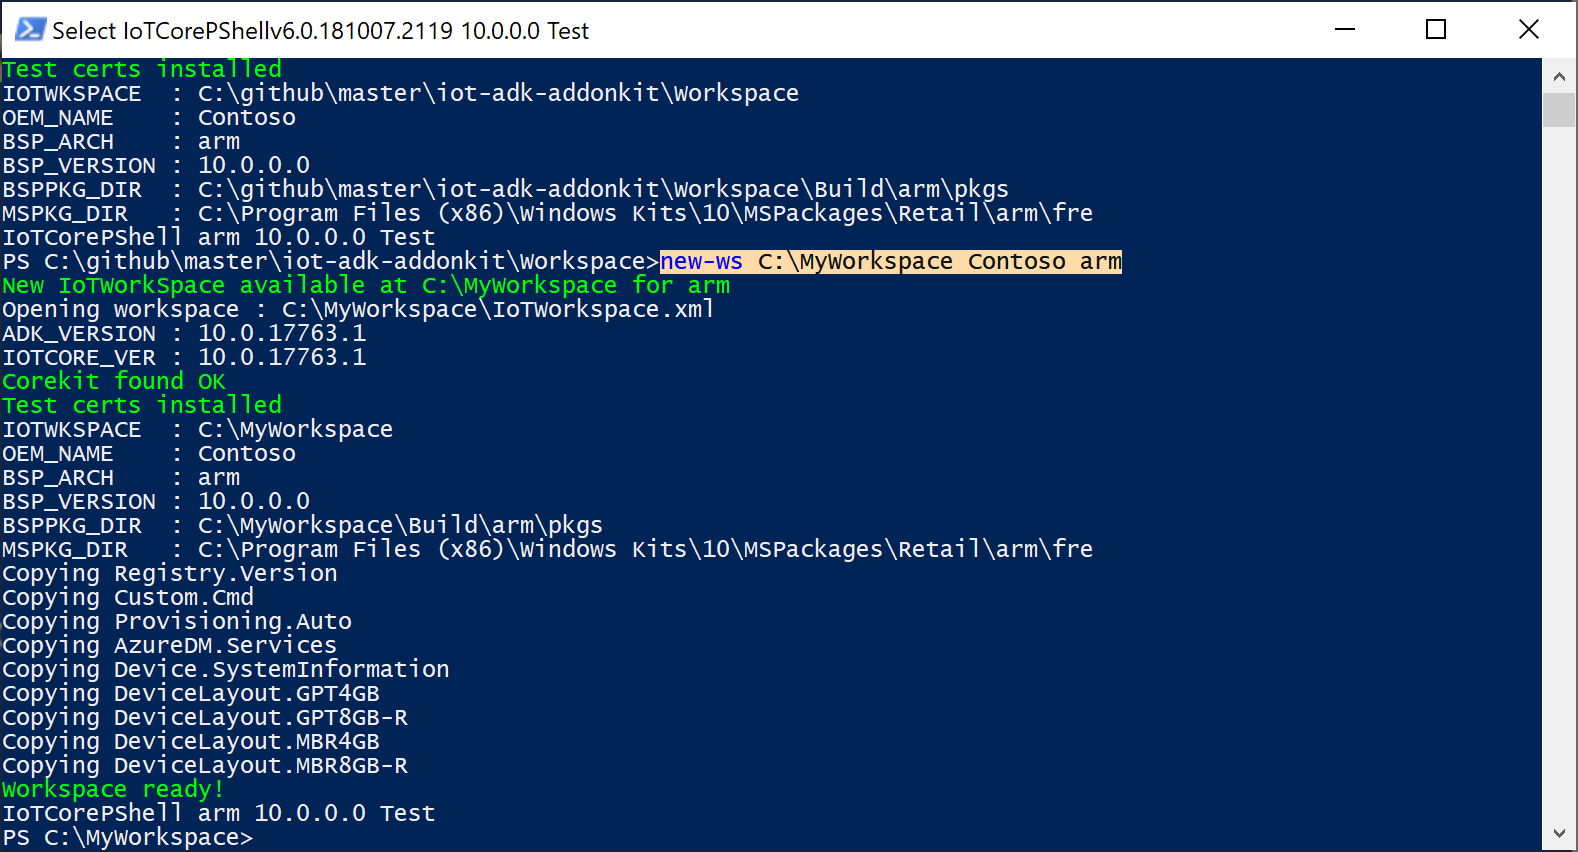 Select IoTCorePShellv6.0.181007.2119 10.0.0.0 Test
Test certs installed
IOTWKSPACE  : C:\github\master\iot-adk-addonkit\Workspace
OEM_NAME    : Contoso
BSP_ARCH    : arm
BSP_VERSION : 10.0.0.0
BSPPKG_DIR  : C:\github\master\iot-adk-addonkit\Workspace\Build\arm\pkgs
MSPKG_DIR   : C:\Program Files (x86)\Windows Kits\10\MSPackages\Retail\arm\fre
IoTCorePShell arm 10.0.0.0 Test
PS C:\github\master\iot-adk-addonkit\Workspace>new-ws C:\MyWorkspace Contoso arm
New IoTWorkSpace available at C:\MyWorkspace for arm
Opening workspace : C:\MyWorkspace\IoTWorkspace.xml
ADK_VERSION : 10.0.17763.1
IOTCORE_VER : 10.0.17763.1
Corekit found OK
Test certs installed
IOTWKSPACE  : C:\MyWorkspace
OEM_NAME    : Contoso
BSP_ARCH    : arm
BSP_VERSION : 10.0.0.0
BSPPKG_DIR  : C:\MyWorkspace\Build\arm\pkgs
MSPKG_DIR   : C:\Program Files (x86)\Windows Kits\10\MSPackages\Retail\arm\fre
Copying Registry.Version
Copying Custom.Cmd
Copying Provisioning.Auto
Copying AzureDM.Services
Copying Device.SystemInformation
Copying DeviceLayout.GPT4GB
Copying DeviceLayout.GPT8GB-R
Copying DeviceLayout.MBR4GB
Copying DeviceLayout.MBR8GB-R
Workspace ready!
IoTCorePShell arm 10.0.0.0 Test
PS C:\MyWorkspace>